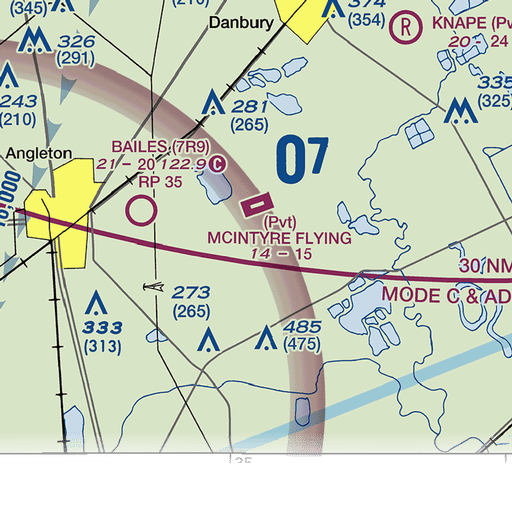 (345)
(210)
Danbury
374
(354)
KNAPE (Pv
20 - 24
R
326
(291)
335
(325)
243
(210)
281
(265)
07
Angleton
BAILES (7R9)
21 - 20 122.9 C
RP 35
(Pvt)
MCINTYRE FLYING
14 - 15
30 NM
MODE C & AD
273
(265)
333
(313)
485
(475)